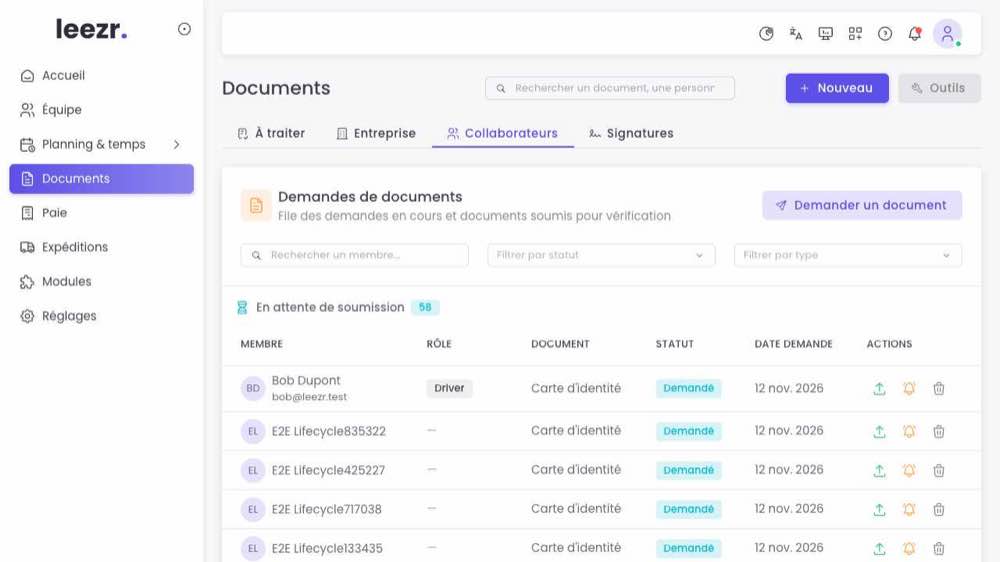 leezr.
Accueil
Équipe
Planning & temps
Documents
Paie
Expéditions
Modules
Réglages
Documents
Rechercher un document, une personr
Nouveau
Outils
À traiter
Entreprise
Collaborateurs
Signatures
Demandes de documents
File des demandes en cours et documents soumis pour vérification
Demander un document
Rechercher un membre...
Filtrer par statut
Filtrer par type
En attente de soumission 58
MEMBRE RÔLE DOCUMENT STATUT DATE DEMANDE ACTIONS
BD Bob Dupont Driver Carte d'identité Demandé 12 nov. 2026
bob@leezr.test
EL E2E Lifecycle835322 — Carte d'identité Demandé 12 nov. 2026
EL E2E Lifecycle425227 — Carte d'identité Demandé 12 nov. 2026
EL E2E Lifecycle717038 — Carte d'identité Demandé 12 nov. 2026
EL E2E Lifecycle133435 — Carte d'identité Demandé 12 nov. 2026